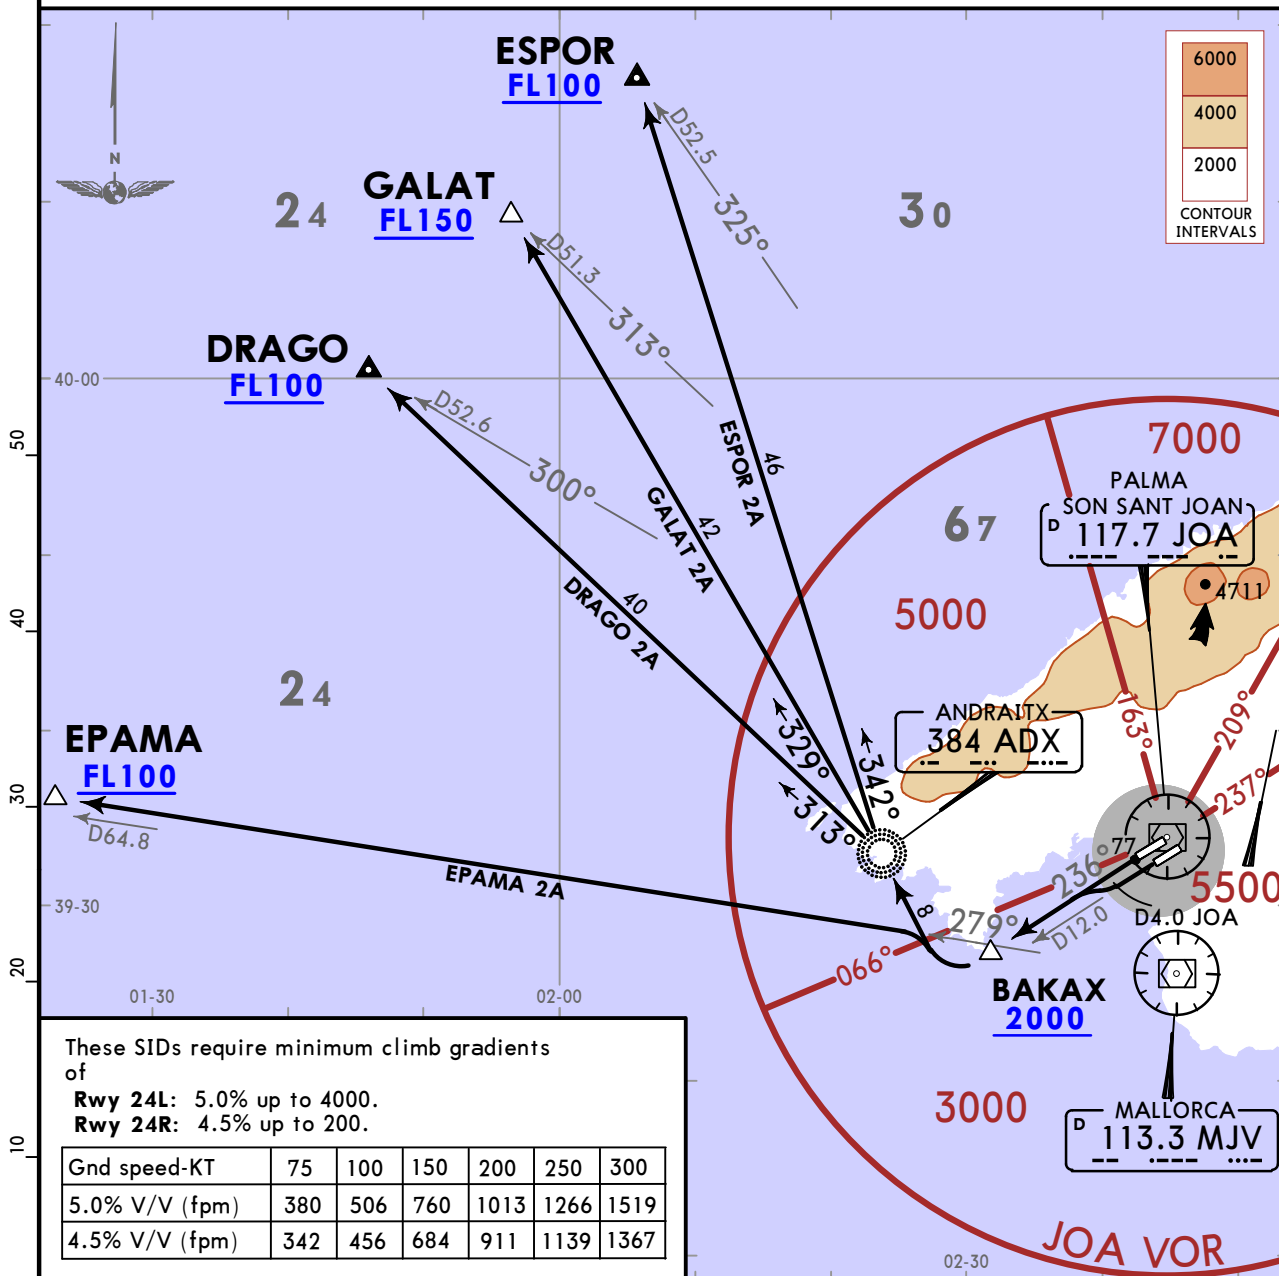 ESPOR
FL100
6000
4000
2000
CONTOUR
INTERVALS
N
D52.5
GALAT
FL150
24
325°
30
D51.3
313°
DRAGO
FL100
40-00
D52.6
300°
ESPOR 2A
46
GALAT 2A
42
DRAGO 2A
40
50
7000
PALMA
SON SANT JOAN
D 117.7 JOA
67
4711
5000
40
24
163°
209°
237°
ANDRAITX
384 ADX
EPAMA
FL100
30
D64.8
329°
313°
342°
77
236°
5500
EPAMA 2A
39-30
8
279°
D12.0
D4.0 JOA
066°
BAKAX
2000
20
01-30
02-00
These SIDs require minimum climb gradients
of
Rwy 24L: 5.0% up to 4000.
Rwy 24R: 4.5% up to 200.
3000
MALLORCA
D 113.3 MJV
10
Gnd speed-KT 75 100 150 200 250 300
5.0% V/V (fpm) 380 506 760 1013 1266 1519
4.5% V/V (fpm) 342 456 684 911 1139 1367
JOA VOR
02-30